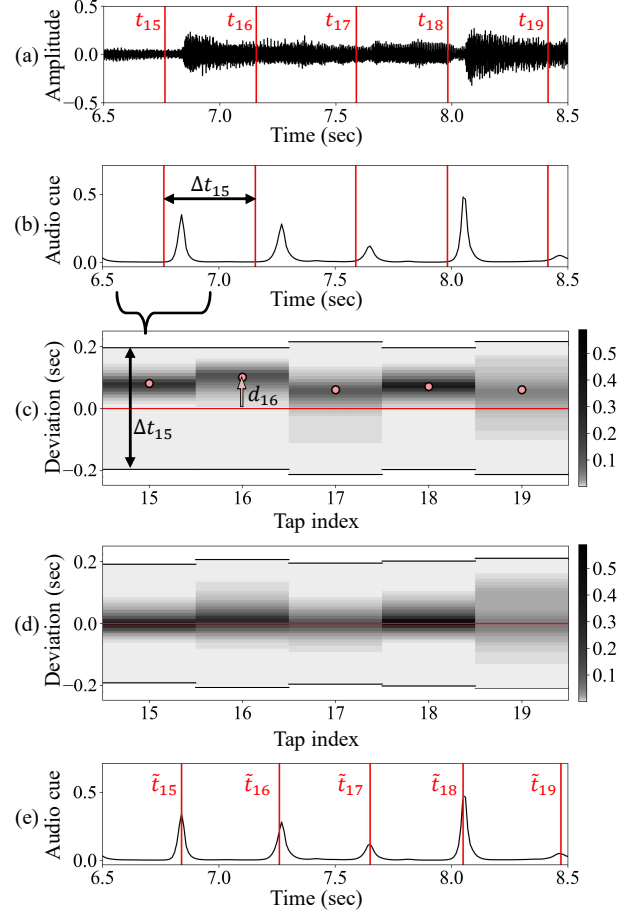 (a)
Amplitude
0.5
0.0
−0.5
t15
t16
t17
t18
t19
6.5 7.0 7.5 8.0 8.5
Time (sec)
(b)
Audio cue
0.5
0.0
Δt15
6.5 7.0 7.5 8.0 8.5
Time (sec)
(c)
Deviation (sec)
0.2
0.0
−0.2
Δt15
d16
0.5
0.4
0.3
0.2
0.1
15 16 17 18 19
Tap index
(d)
Deviation (sec)
0.2
0.0
−0.2
0.5
0.4
0.3
0.2
0.1
15 16 17 18 19
Tap index
(e)
Audio cue
0.5
0.0
t̃15
t̃16
t̃17
t̃18
t̃19
6.5 7.0 7.5 8.0 8.5
Time (sec)